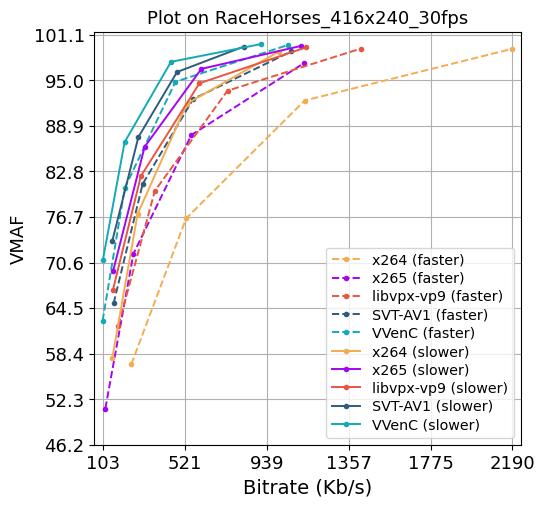 Plot on RaceHorses_416x240_30fps
101.1
95.0
88.9
82.8
76.7
70.6
64.5
58.4
52.3
46.2
VMAF
x264 (faster)
x265 (faster)
libvpx-vp9 (faster)
SVT-AV1 (faster)
VVenC (faster)
x264 (slower)
x265 (slower)
libvpx-vp9 (slower)
SVT-AV1 (slower)
VVenC (slower)
103 521 939 1357 1775 2190
Bitrate (Kb/s)